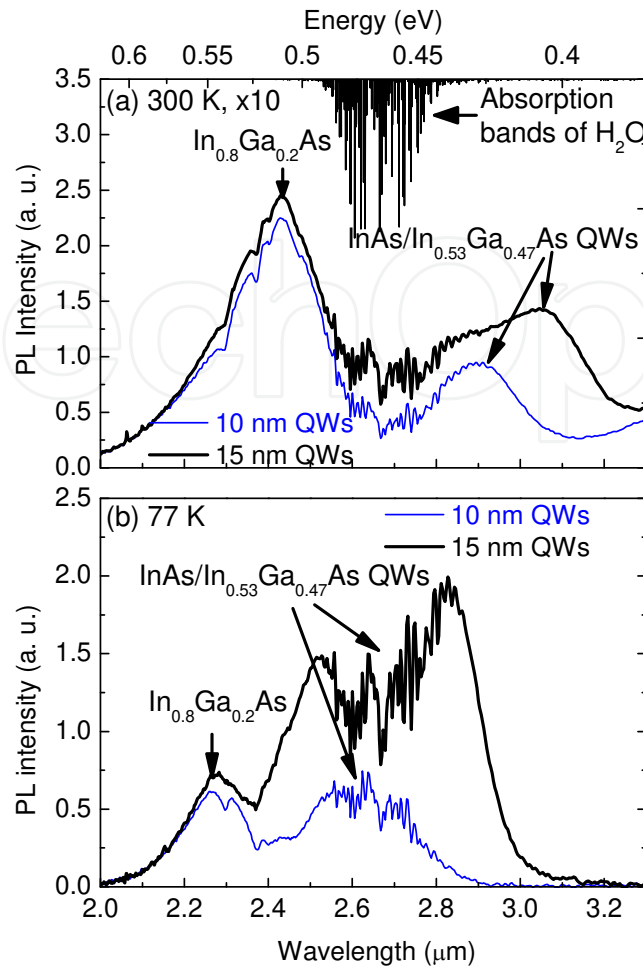 Energy (eV)
0.6 0.55 0.5 0.45 0.4
3.5
3.0
2.5
2.0
1.5
1.0
0.5
0.0
PL Intensity (a. u.)
(a) 300 K, x10
Absorption
bands of H₂O
In₀.₈Ga₀.₂As
InAs/In₀.₅₃Ga₀.₄₇As QWs
10 nm QWs
15 nm QWs
2.5
2.0
1.5
1.0
0.5
0.0
PL intensity (a. u.)
(b) 77 K
10 nm QWs
15 nm QWs
InAs/In₀.₅₃Ga₀.₄₇As QWs
In₀.₈Ga₀.₂As
2.0 2.2 2.4 2.6 2.8 3.0 3.2
Wavelength (μm)